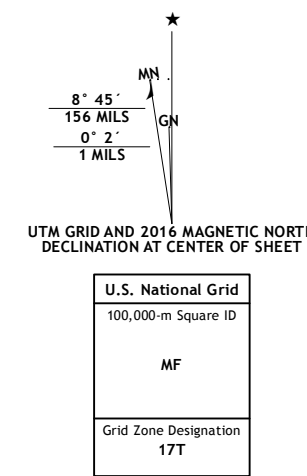 ★
MN
8° 45´
156 MILS
GN
0° 2´
1 MILS
UTM GRID AND 2016 MAGNETIC NORTH
DECLINATION AT CENTER OF SHEET
U.S. National Grid
100,000-m Square ID
MF
Grid Zone Designation
17T